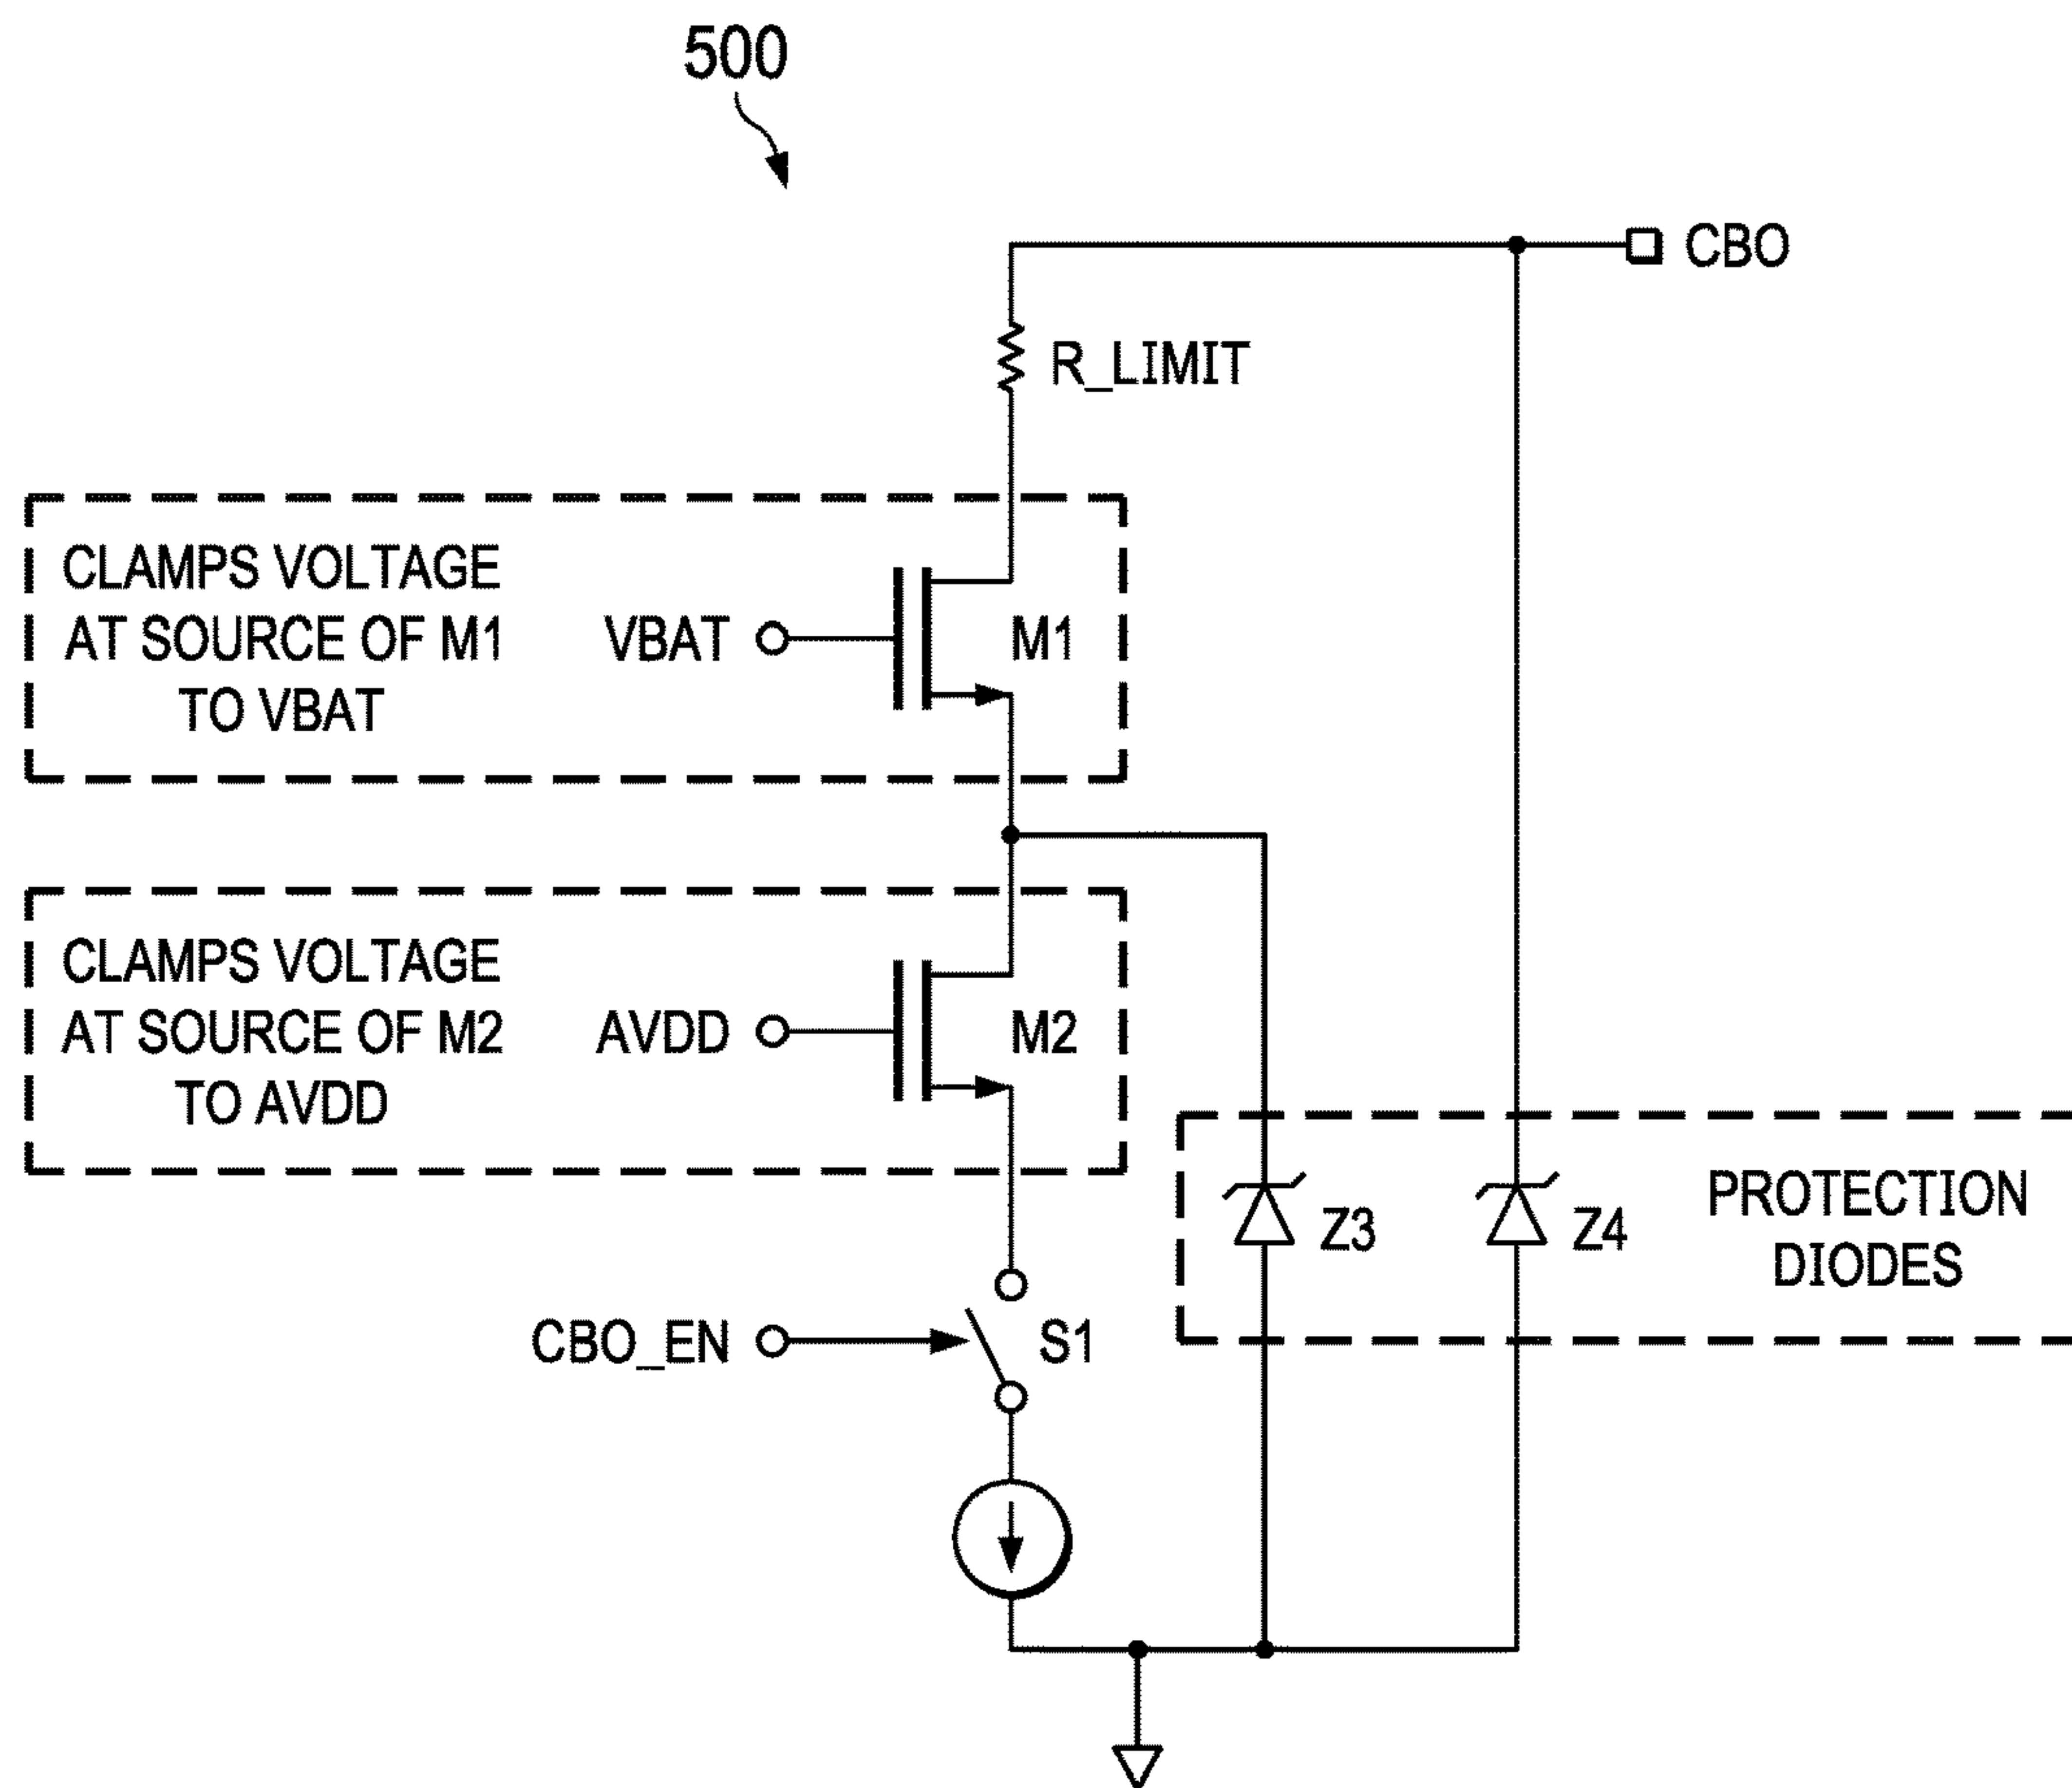 500
CBO
R_LIMIT
CLAMPS VOLTAGE
AT SOURCE OF M1
TO VBAT
VBAT
M1
CLAMPS VOLTAGE
AT SOURCE OF M2
TO AVDD
AVDD
M2
Z3
Z4
PROTECTION
DIODES
CBO_EN
S1